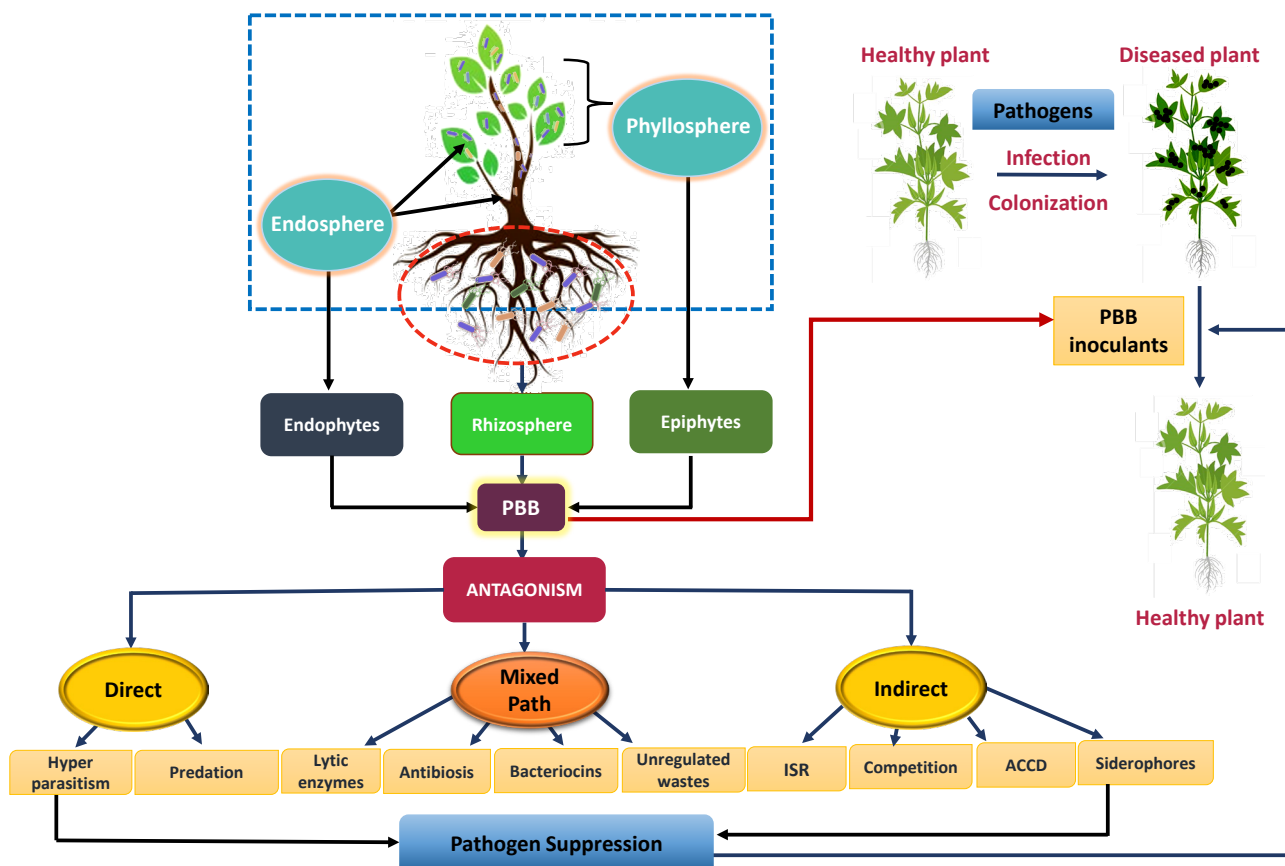 Healthy plant
Diseased plant
Phyllosphere
Pathogens
Infection
Colonization
Endosphere
PBB
inoculants
Endophytes
Rhizosphere
Epiphytes
PBB
ANTAGONISM
Healthy plant
Direct
Mixed
Path
Indirect
Hyper
parasitism
Predation
Lytic
enzymes
Antibiosis
Bacteriocins
Unregulated
wastes
ISR
Competition
ACCD
Siderophores
Pathogen Suppression